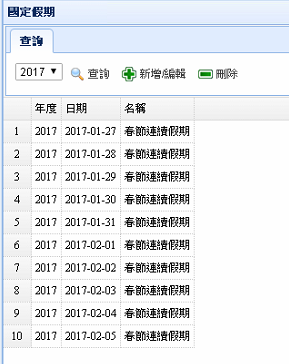 國定假期
查詢
2017 查詢 新增/編輯 刪除
年度 日期 名稱
1 2017 2017-01-27 春節連續假期
2 2017 2017-01-28 春節連續假期
3 2017 2017-01-29 春節連續假期
4 2017 2017-01-30 春節連續假期
5 2017 2017-01-31 春節連續假期
6 2017 2017-02-01 春節連續假期
7 2017 2017-02-02 春節連續假期
8 2017 2017-02-03 春節連續假期
9 2017 2017-02-04 春節連續假期
10 2017 2017-02-05 春節連續假期